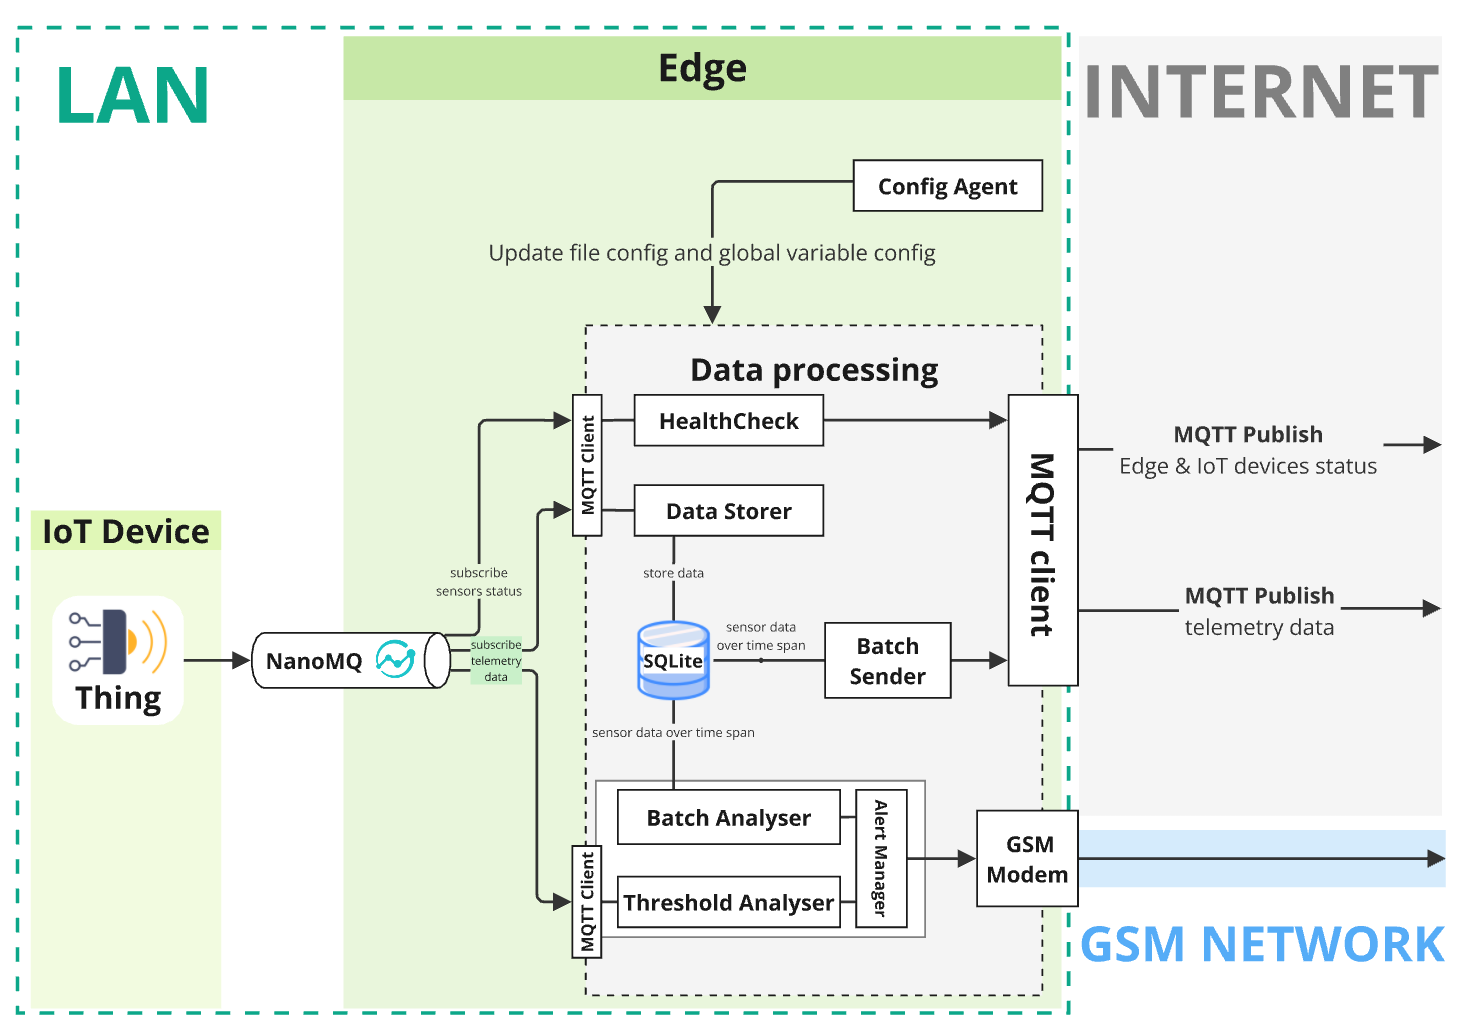 LAN
Edge
INTERNET
Config Agent
Update file config and global variable config
Data processing
MQTT Client
HealthCheck
Data Storer
MQTT client
MQTT Publish
Edge & IoT devices status
IoT Device
Thing
NanoMQ
subscribe
sensors status
subscribe
telemetry
data
store data
SQLite
sensor data
over time span
Batch
Sender
MQTT Publish
telemetry data
sensor data over time span
Batch Analyser
Alert Manager
MQTT Client
Threshold Analyser
GSM
Modem
GSM NETWORK